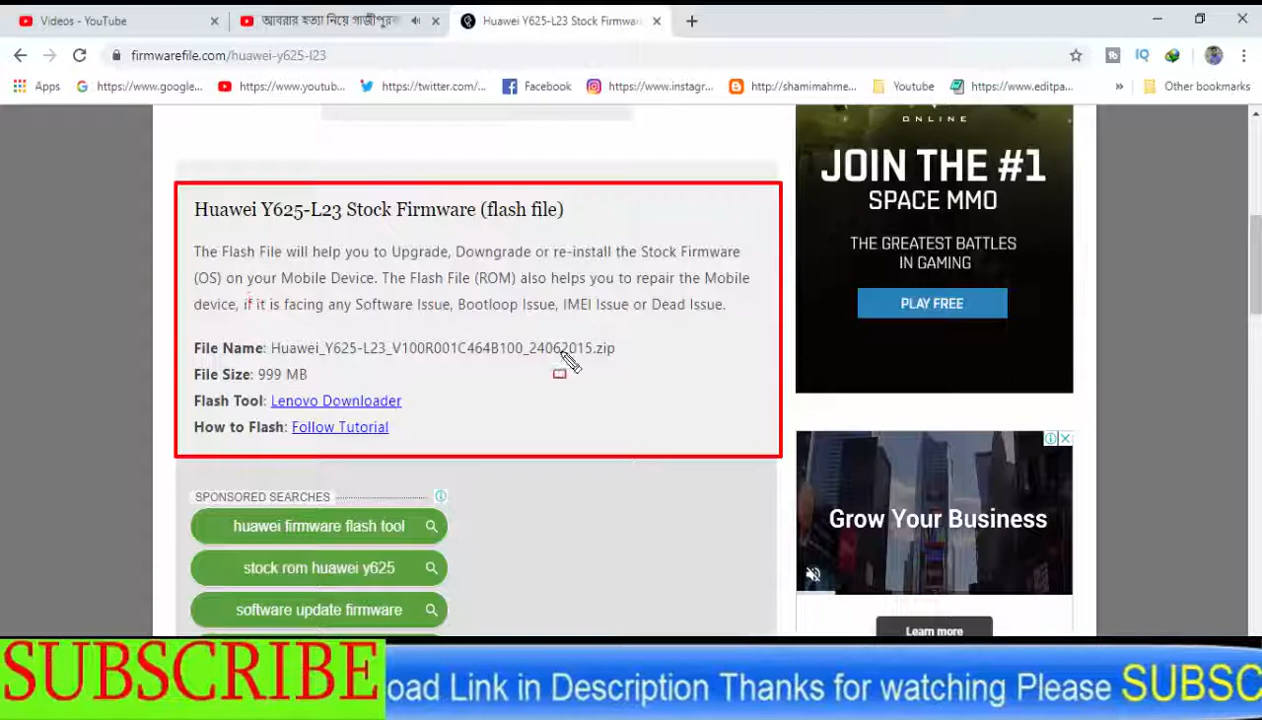 Videos - YouTube
আবরার হত্যা নিয়ে গাজীপুর
Huawei Y625-L23 Stock Firmwar
firmwarefile.com/huawei-y625-l23
Apps
https://www.google...
https://www.youtub...
https://twitter.com/...
Facebook
https://www.instagr...
http://shamimahme...
Youtube
https://www.editpa...
»
Other bookmarks
ONLINE
JOIN THE #1
SPACE MMO
THE GREATEST BATTLES
IN GAMING
PLAY FREE
Huawei Y625-L23 Stock Firmware (flash file)
The Flash File will help you to Upgrade, Downgrade or re-install the Stock Firmware
(OS) on your Mobile Device. The Flash File (ROM) also helps you to repair the Mobile
device, if it is facing any Software Issue, Bootloop Issue, IMEI Issue or Dead Issue.
File Name: Huawei_Y625-L23_V100R001C464B100_24062015.zip
File Size: 999 MB
Flash Tool: Lenovo Downloader
How to Flash: Follow Tutorial
SPONSORED SEARCHES
huawei firmware flash tool
stock rom huawei y625
software update firmware
Grow Your Business
Learn more
SUBSCRIBE
oad Link in Description Thanks for watching Please SUBSC